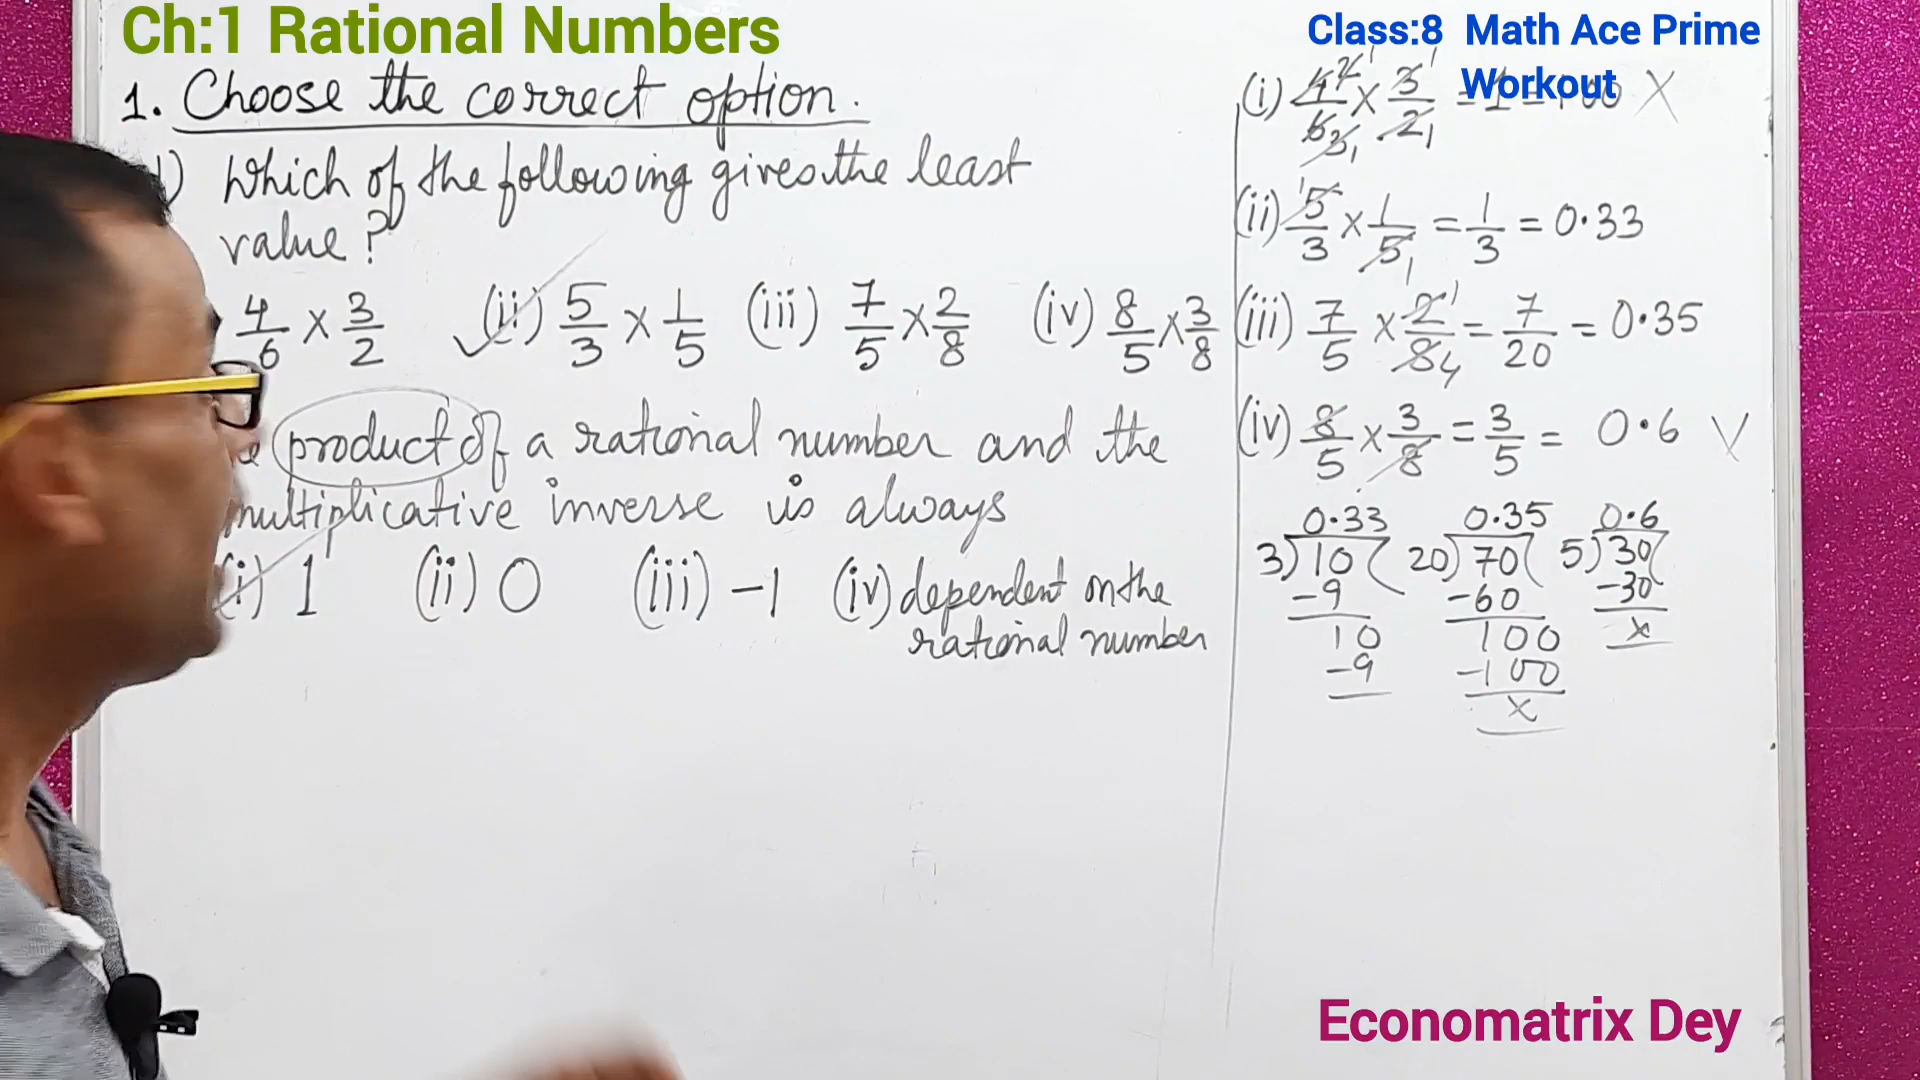 Ch:1 Rational Numbers
Class:8 Math Ace Prime
Workout
1. Choose the correct option.
) Which of the following gives the least
value?
4/6 × 3/2 (ii) 5/3 × 1/5 (iii) 7/5 × 2/8 (iv) 8/5 × 3/8
product of a rational number and the
multiplicative inverse is always
(i) 1 (ii) 0 (iii) -1 (iv) dependent on the
rational number
(i) 4/6 × 3/2 = 1 = 1.00 X
(ii) 5/3 × 1/5 = 1/3 = 0.33
(iii) 7/5 × 2/8 = 7/20 = 0.35
(iv) 8/5 × 3/8 = 3/5 = 0.6
0.33 0.35 0.6
3)10( 20)70( 5)30(
-9 -60 -30
10 100 x
-9 -100
x
Economatrix Dey